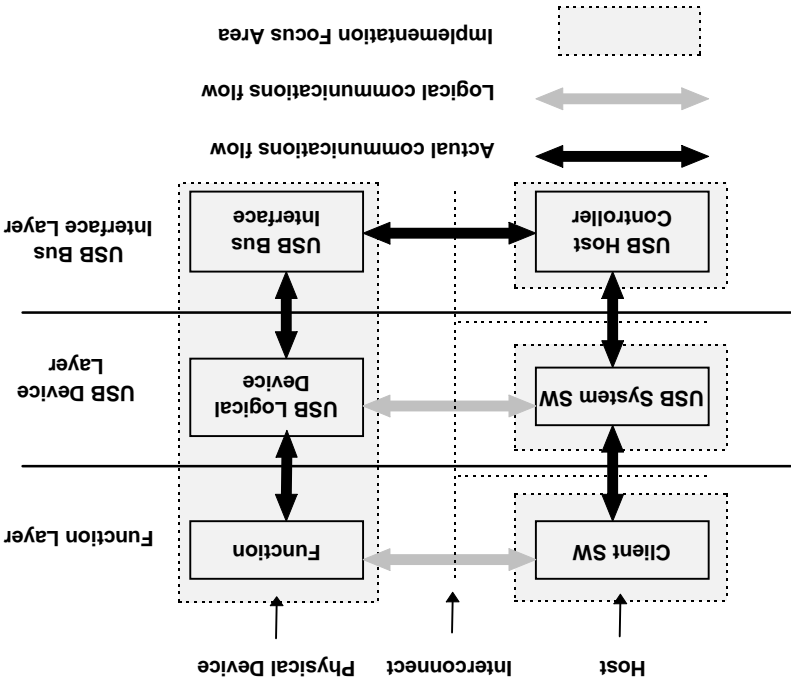 Host
Interconnect
Physical Device
Client SW
Function
Function Layer
USB System SW
USB Logical
Device
USB Device
Layer
USB Host
Controller
USB Bus
Interface
USB Bus
Interface Layer
Actual communications flow
Logical communications flow
Implementation Focus Area